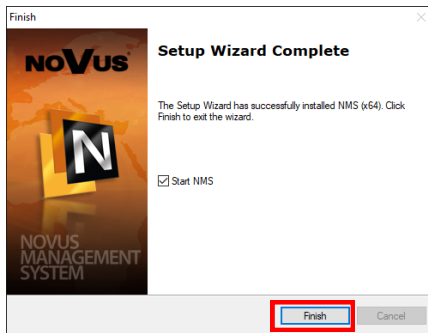 Finish
NOVUS
Setup Wizard Complete
The Setup Wizard has successfully installed NMS (x64). Click
Finish to exit the wizard.
N
Start NMS
NOVUS
MANAGEMENT
SYSTEM
Finish
Cancel